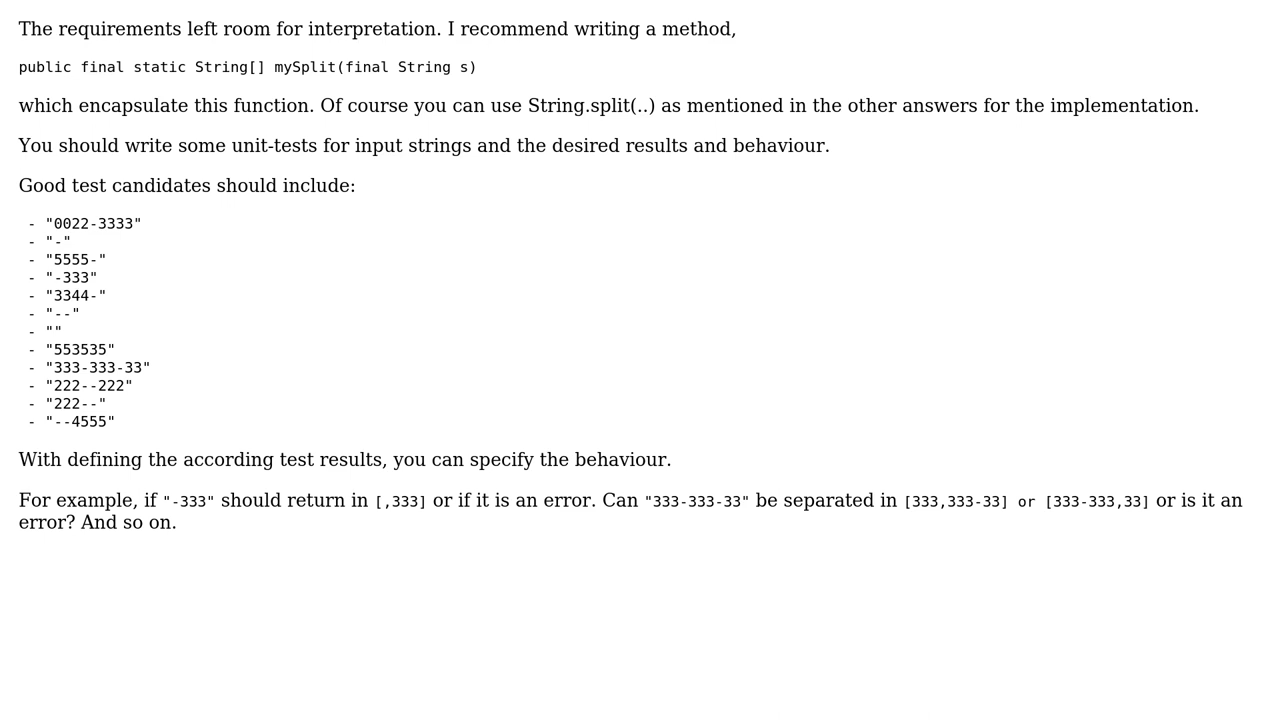 The requirements left room for interpretation. I recommend writing a method,
public final static String[] mySplit(final String s)
which encapsulate this function. Of course you can use String.split(..) as mentioned in the other answers for the implementation.
You should write some unit-tests for input strings and the desired results and behaviour.
Good test candidates should include:
- "0022-3333"
- "-"
- "5555-"
- "-333"
- "3344-"
- "--"
- ""
- "553535"
- "333-333-33"
- "222--222"
- "222--"
- "--4555"
With defining the according test results, you can specify the behaviour.
For example, if "-333" should return in [,333] or if it is an error. Can "333-333-33" be separated in [333,333-33] or [333-333,33] or is it an
error? And so on.